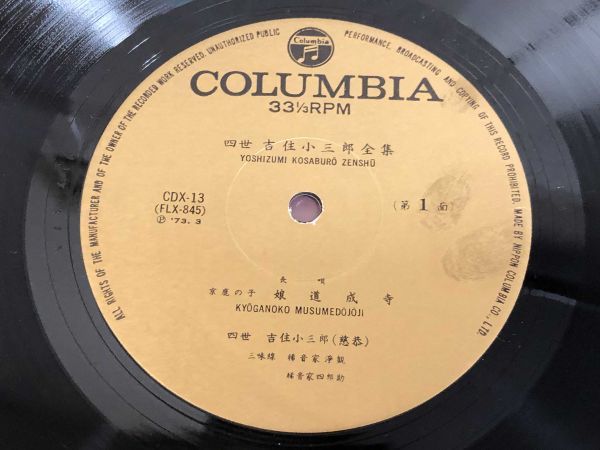 ALL RIGHTS OF THE MANUFACTURER AND OF THE OWNER OF THE RECORDED WORK RESERVED. UNAUTHORIZED PUBLIC PERFORMANCE, BROADCASTING AND COPYING OF THIS RECORD PROHIBITED. MADE BY NIPPON COLUMBIA CO., LTD.
Columbia
COLUMBIA
33⅓RPM
四世 吉住小三郎全集
YOSHIZUMI KOSABURŌ ZENSHŪ
CDX-13
(FLX-845)
Ⓟ '73. 3
(第 1 面)
長 唄
京鹿の子 娘道成寺
KYŌGANOKO MUSUMEDŌJOJI
四世 吉住小三郎(慈恭)
三味線 稀音家浄観
稀音家四郎助